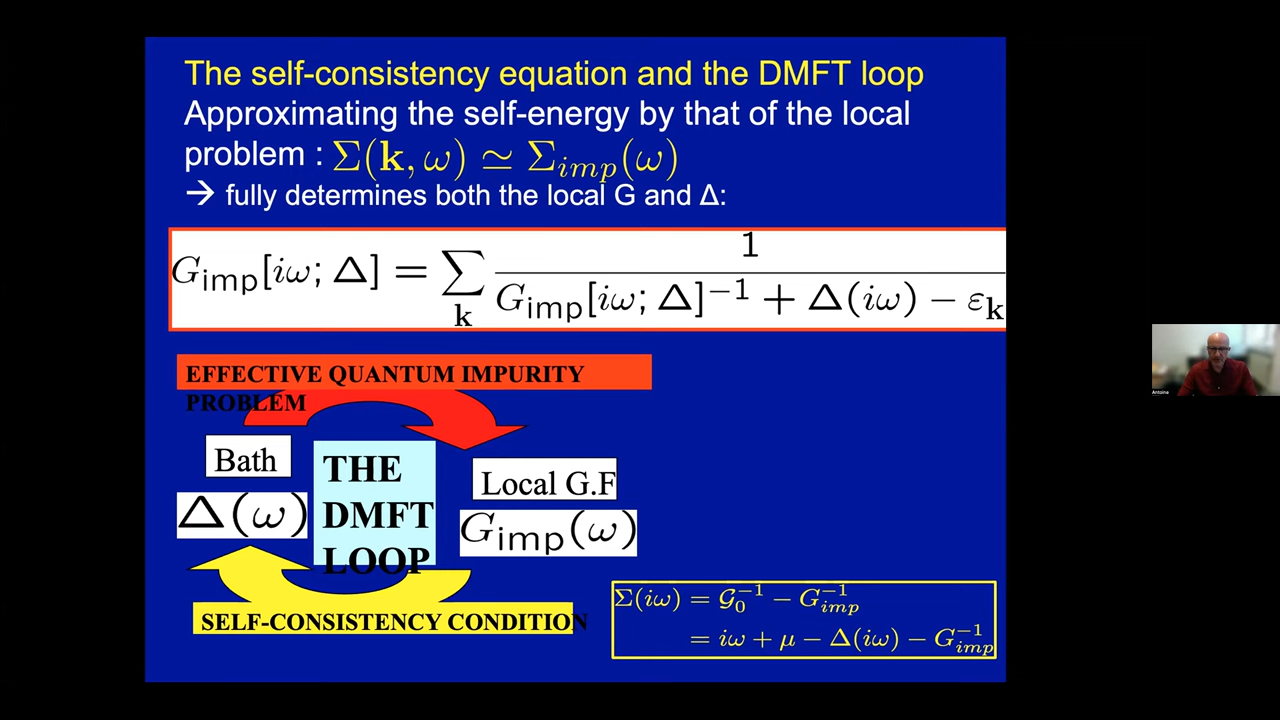 The self-consistency equation and the DMFT loop
Approximating the self-energy by that of the local
problem : Σ(k, ω) ≃ Σ_imp(ω)
→ fully determines both the local G and Δ:
G_imp[iω; Δ] = ∑_k 1 / (G_imp[iω; Δ]^−1 + Δ(iω) − ε_k)
EFFECTIVE QUANTUM IMPURITY
PROBLEM
Bath
Δ(ω)
THE
DMFT
LOOP
Local G.F
G_imp(ω)
SELF-CONSISTENCY CONDITION
Σ(iω) = 𝒢_0^−1 − G_imp^−1
= iω + μ − Δ(iω) − G_imp^−1
Antoine